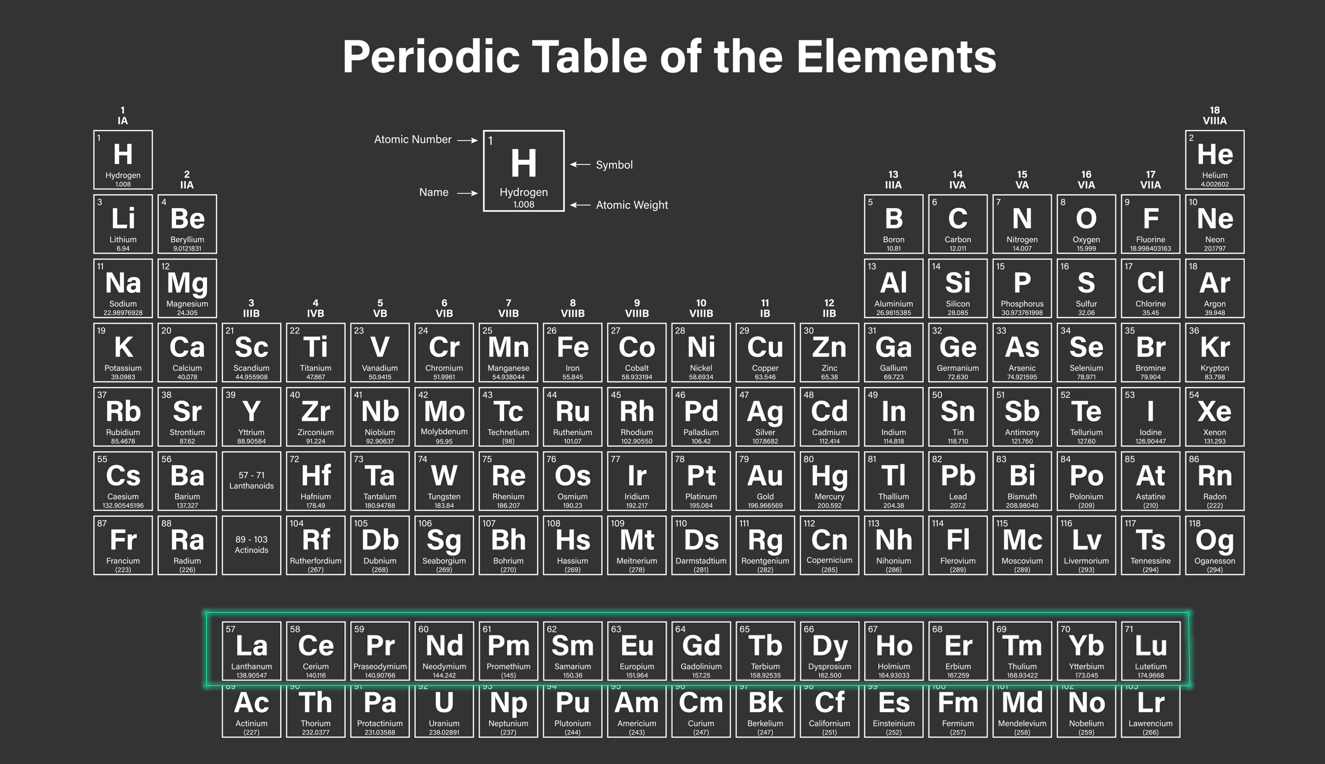 Periodic Table of the Elements
1
IA
18
VIIIA
1
H
Hydrogen
1.008
Atomic Number
Name
Symbol
Atomic Weight
1
H
Hydrogen
1.008
2
He
Helium
4.002602
2
IIA
13
IIIA
14
IVA
15
VA
16
VIA
17
VIIA
3
Li
Lithium
6.94
4
Be
Beryllium
9.0121831
5
B
Boron
10.81
6
C
Carbon
12.011
7
N
Nitrogen
14.007
8
O
Oxygen
15.999
9
F
Fluorine
18.998403163
10
Ne
Neon
20.1797
11
Na
Sodium
22.98976928
12
Mg
Magnesium
24.305
13
Al
Aluminium
26.9815385
14
Si
Silicon
28.085
15
P
Phosphorus
30.973761998
16
S
Sulfur
32.06
17
Cl
Chlorine
35.45
18
Ar
Argon
39.948
3
IIIB
4
IVB
5
VB
6
VIB
7
VIIB
8
VIIIB
9
VIIIB
10
VIIIB
11
IB
12
IIB
19
K
Potassium
39.0983
20
Ca
Calcium
40.078
21
Sc
Scandium
44.955908
22
Ti
Titanium
47.867
23
V
Vanadium
50.9415
24
Cr
Chromium
51.9961
25
Mn
Manganese
54.938044
26
Fe
Iron
55.845
27
Co
Cobalt
58.933194
28
Ni
Nickel
58.6934
29
Cu
Copper
63.546
30
Zn
Zinc
65.38
31
Ga
Gallium
69.723
32
Ge
Germanium
72.630
33
As
Arsenic
74.921595
34
Se
Selenium
78.971
35
Br
Bromine
79.904
36
Kr
Krypton
83.798
37
Rb
Rubidium
85.4678
38
Sr
Strontium
87.62
39
Y
Yttrium
88.90584
40
Zr
Zirconium
91.224
41
Nb
Niobium
92.90637
42
Mo
Molybdenum
95.95
43
Tc
Technetium
(98)
44
Ru
Ruthenium
101.07
45
Rh
Rhodium
102.90550
46
Pd
Palladium
106.42
47
Ag
Silver
107.8682
48
Cd
Cadmium
112.414
49
In
Indium
114.818
50
Sn
Tin
118.710
51
Sb
Antimony
121.760
52
Te
Tellurium
127.60
53
I
Iodine
126.90447
54
Xe
Xenon
131.293
55
Cs
Caesium
132.90545196
56
Ba
Barium
137.327
57 - 71
Lanthanoids
72
Hf
Hafnium
178.49
73
Ta
Tantalum
180.94788
74
W
Tungsten
183.84
75
Re
Rhenium
186.207
76
Os
Osmium
190.23
77
Ir
Iridium
192.217
78
Pt
Platinum
195.084
79
Au
Gold
196.966569
80
Hg
Mercury
200.592
81
Tl
Thallium
204.38
82
Pb
Lead
207.2
83
Bi
Bismuth
208.98040
84
Po
Polonium
(209)
85
At
Astatine
(210)
86
Rn
Radon
(222)
87
Fr
Francium
(223)
88
Ra
Radium
(226)
89 - 103
Actinoids
104
Rf
Rutherfordium
(267)
105
Db
Dubnium
(268)
106
Sg
Seaborgium
(269)
107
Bh
Bohrium
(270)
108
Hs
Hassium
(269)
109
Mt
Meitnerium
(278)
110
Ds
Darmstadtium
(281)
111
Rg
Roentgenium
(282)
112
Cn
Copernicium
(285)
113
Nh
Nihonium
(286)
114
Fl
Flerovium
(289)
115
Mc
Moscovium
(289)
116
Lv
Livermorium
(293)
117
Ts
Tennessine
(294)
118
Og
Oganesson
(294)
57
La
Lanthanum
138.90547
58
Ce
Cerium
140.116
59
Pr
Praseodymium
140.90766
60
Nd
Neodymium
144.242
61
Pm
Promethium
(145)
62
Sm
Samarium
150.36
63
Eu
Europium
151.964
64
Gd
Gadolinium
157.25
65
Tb
Terbium
158.92535
66
Dy
Dysprosium
162.500
67
Ho
Holmium
164.93033
68
Er
Erbium
167.259
69
Tm
Thulium
168.93422
70
Yb
Ytterbium
173.045
71
Lu
Lutetium
174.9668
Ac
Actinium
(227)
Th
Thorium
232.0377
Pa
Protactinium
231.03588
U
Uranium
238.02891
Np
Neptunium
(237)
Pu
Plutonium
(244)
Am
Americium
(243)
Cm
Curium
(247)
Bk
Berkelium
(247)
Cf
Californium
(251)
Es
Einsteinium
(252)
Fm
Fermium
(257)
Md
Mendelevium
(258)
No
Nobelium
(259)
Lr
Lawrencium
(266)